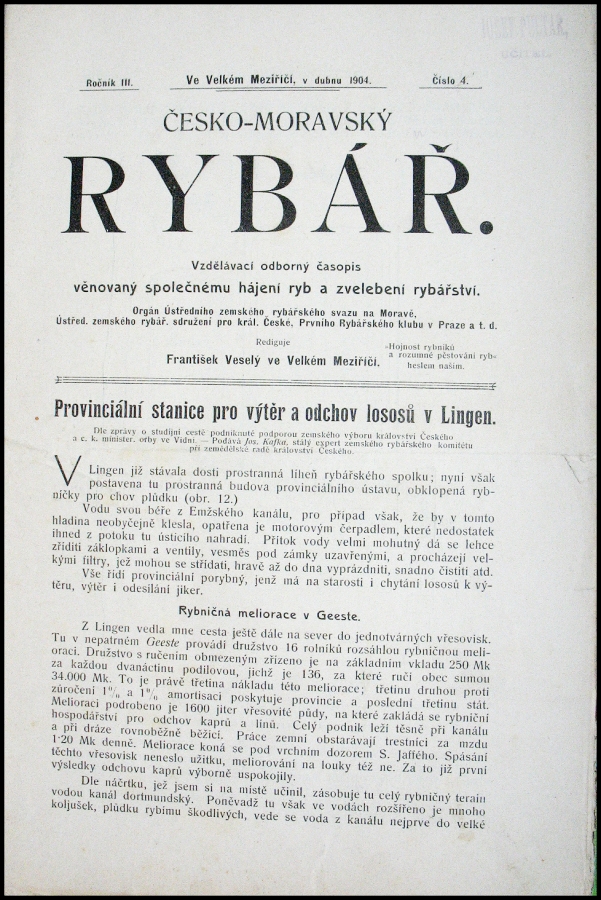 Ročník III.
Ve Velkém Meziříčí, v dubnu 1904.
Číslo 4.
ČESKO-MORAVSKÝ
RYBÁŘ.
Vzdělávací odborný časopis
věnovaný společnému hájení ryb a zvelebení rybářství.
Orgán Ústředního zemského rybářského svazu na Moravě,
Ústřed. zemského rybář. sdružení pro král. České, Prvního Rybářského klubu v Praze a t. d.
Rediguje
František Veselý ve Velkém Meziříčí.
»Hojnost rybníků
a rozumné pěstování ryb«
heslem naším.
Provinciální stanice pro výtěr a odchov lososů v Lingen.
Dle zprávy o studijní cestě podniknuté podporou zemského výboru království Českého
a c. k. minister. orby ve Vídni. — Podává Jos. Kafka, stálý expert zemského rybářského komitétu
při zemědělské radě království Českého.
V Lingen již stávala dosti prostranná líheň rybářského spolku; nyní však
postavena tu prostranná budova provinciálního ústavu, obklopená ryb-
níčky pro chov plůdku (obr. 12.)
Vodu svou béře z Emžského kanálu, pro případ však, že by v tomto
hladina neobyčejně klesla, opatřena je motorovým čerpadlem, které nedostatek
ihned z potoku tu ústícího nahradí. Přítok vody velmi mohutný dá se lehce
zříditi záklopkami a ventily, vesměs pod zámky uzavřenými, a procházejí vel-
kými filtry, jež mohou se střídati, hravě až do dna vyprázdniti, snadno čistiti atd.
Vše řídí provinciální porybný, jenž má na starosti i chytání lososů k vý-
těru, výtěr i odesílání jiker.
Rybničná meliorace v Geeste.
Z Lingen vedla mne cesta ještě dále na sever do jednotvárných vřesovisk.
Tu v nepatrném Geeste provádí družstvo 16 rolníků rozsáhlou rybničnou meli-
oraci. Družstvo s ručením obmezeným zřízeno je na základním vkladu 250 Mk
za každou dvanáctinu podílovou, jichž je 136, za které ručí obec sumou
34.000 Mk. To je právě třetina nákladu této meliorace; třetinu druhou proti
zúročení 1% a 1% amortisaci poskytuje provincie a poslední třetinu stát.
Melioraci podrobeno je 1600 jiter vřesovité půdy, na které zakládá se rybniční
hospodářství pro odchov kaprů a línů. Celý podnik leží těsně při kanálu
a při dráze rovnoběžně běžící. Práce zemní obstarávají trestníci za mzdu
1·20 Mk denně. Meliorace koná se pod vrchním dozorem S. Jaffého. Spásání
těchto vřesovisk neneslo užitku, meliorování na louky též ne. Za to již první
výsledky odchovu kaprů výborně uspokojily.
Dle náčrtku, jež jsem si na místě učinil, zásobuje tu celý rybničný terain
vodou kanál dortmundský. Poněvadž tu však ve vodách rozšířeno je mnoho
koljušek, plůdku rybímu škodlivých, vede se voda z kanálu nejprve do velké